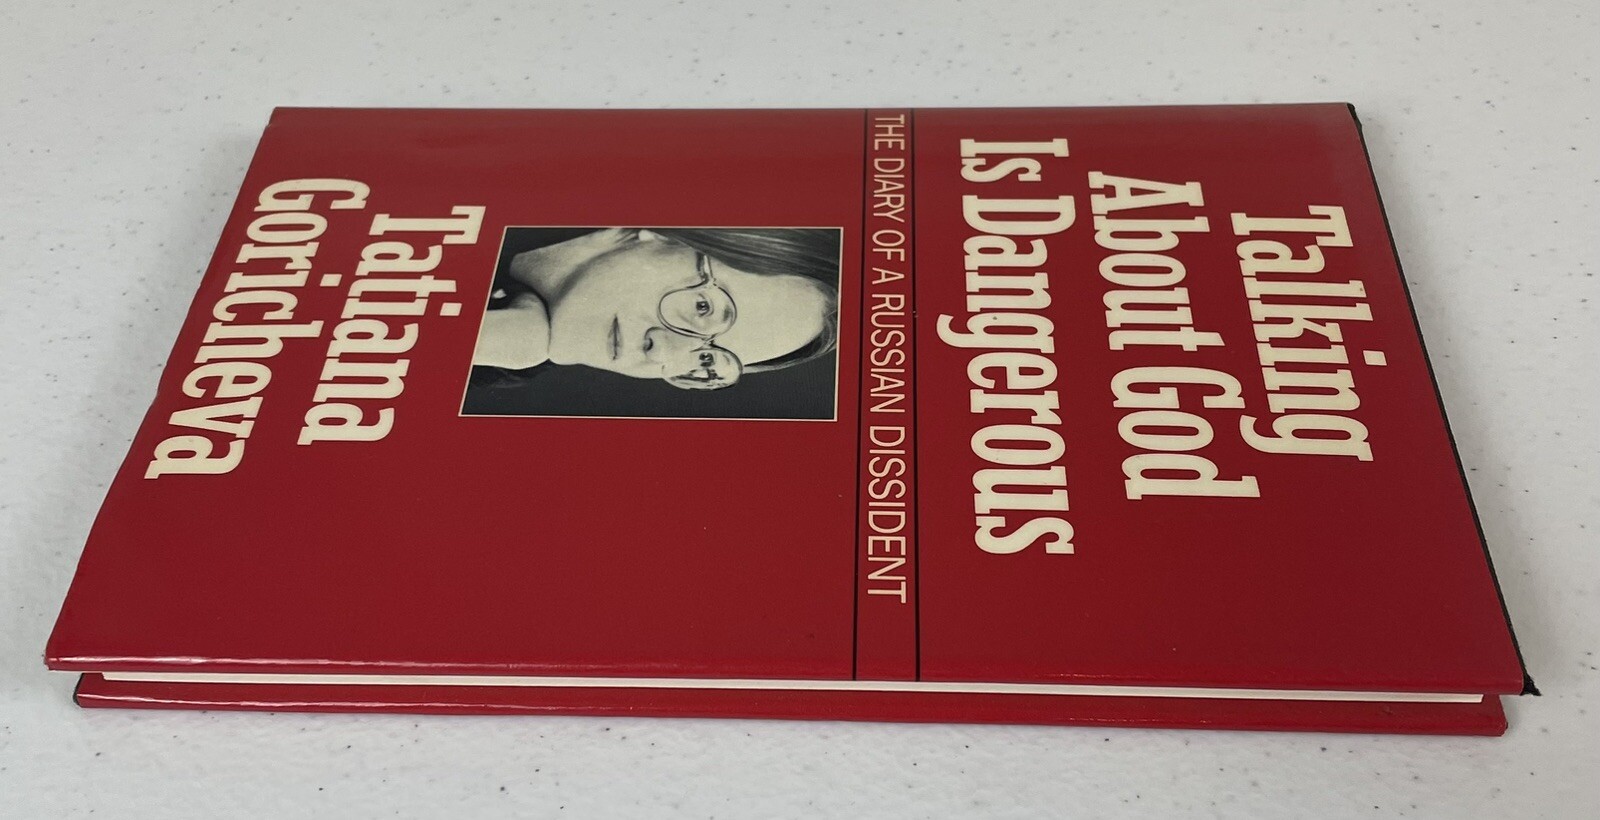 Talking
About God
Is Dangerous
THE DIARY OF A RUSSIAN DISSIDENT
Tatiana
Goricheva